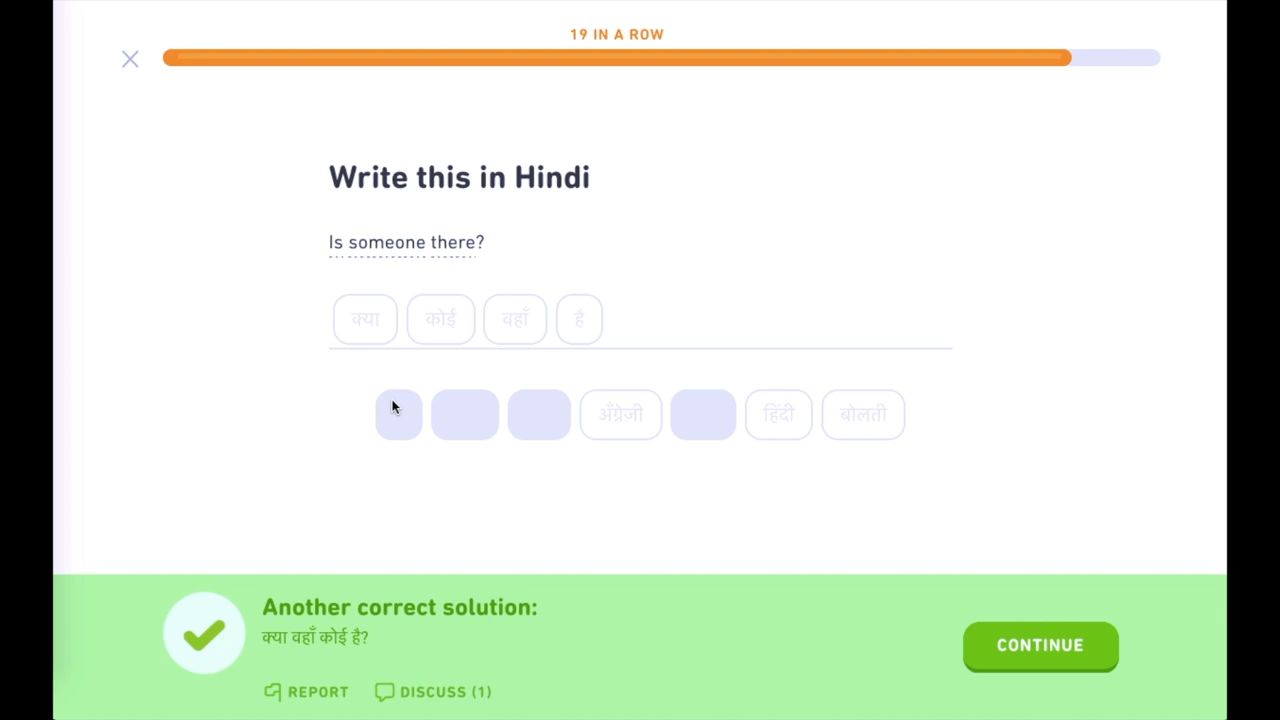 19 IN A ROW
Write this in Hindi
Is someone there?
क्या कोई वहाँ है
अँग्रेज़ी हिंदी बोलती
Another correct solution:
क्या वहाँ कोई है?
CONTINUE
REPORT DISCUSS (1)